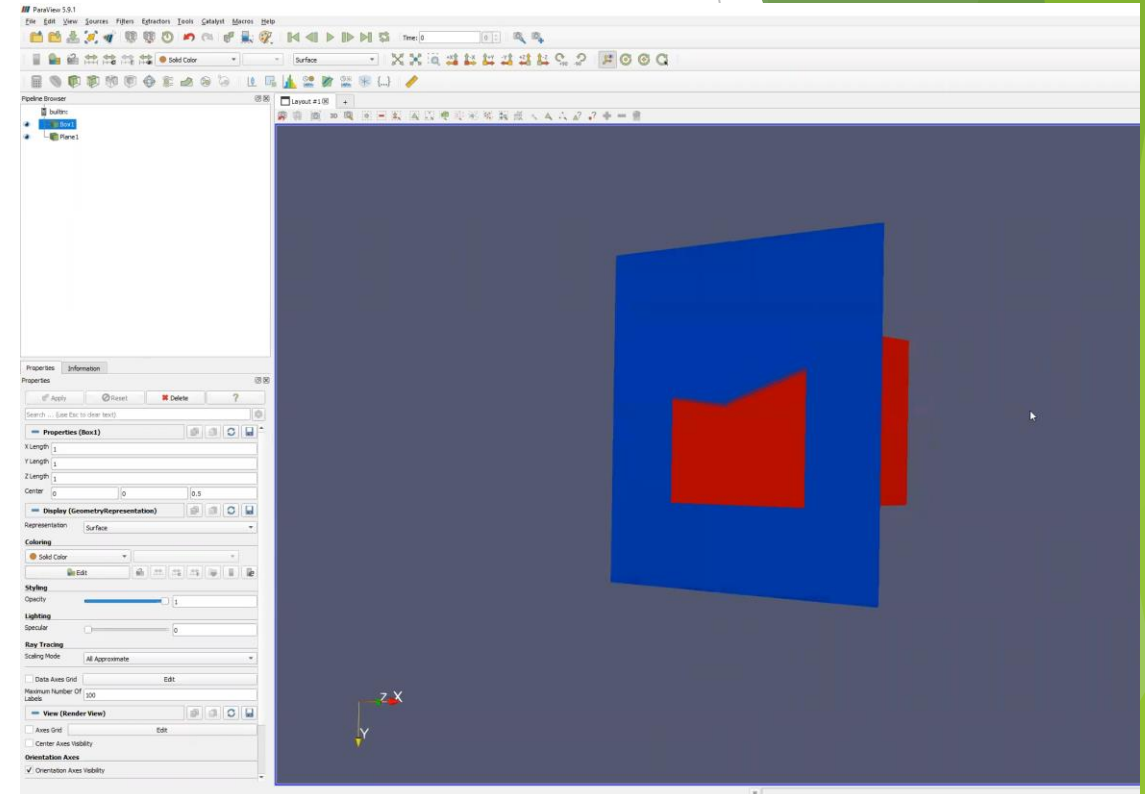 ParaView 5.9.1
File Edit View Sources Filters Extractors Tools Catalyst Macros Help
Time: 0
Solid Color Surface
Pipeline Browser
Layout #1
builtin:
Box1
Plane1
Properties Information
Properties
Apply Reset Delete ?
Search ... (use Esc to clear text)
Properties (Box1)
X Length 1
Y Length 1
Z Length 1
Center 0 0 0.5
Display (GeometryRepresentation)
Representation Surface
Coloring
Solid Color
Edit
Styling
Opacity 1
Lighting
Specular 0
Ray Tracing
Scaling Mode All Approximate
Data Axes Grid Edit
Maximum Number Of
Labels 100
View (Render View)
Axes Grid Edit
Center Axes Visibility
Orientation Axes
Orientation Axes Visibility
Z X
Y